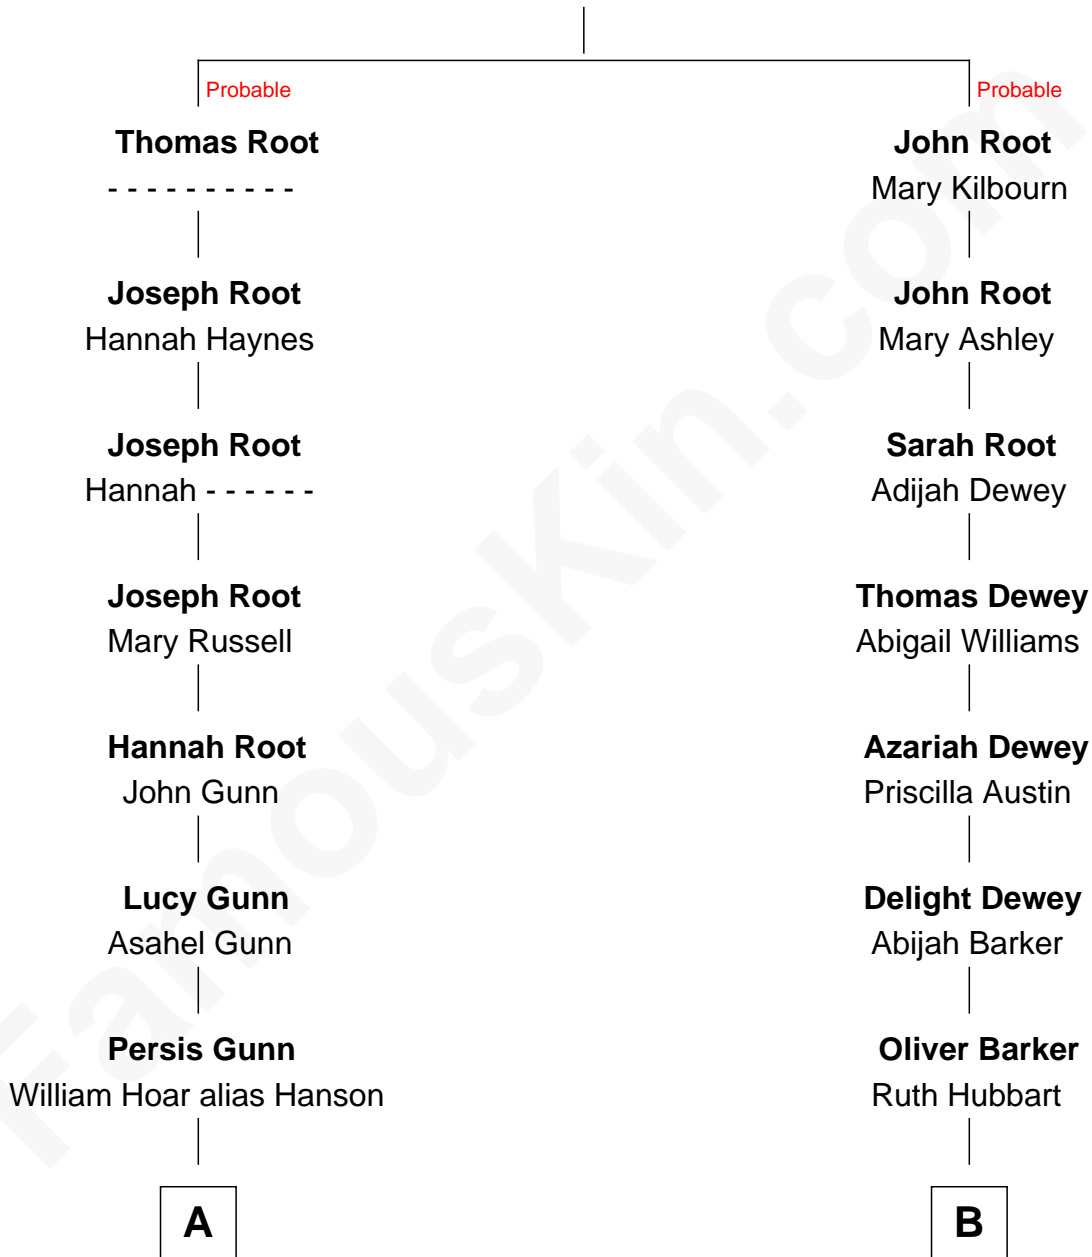 Probable
Probable
Thomas Root
- - - - - - - - - -
John Root
Mary Kilbourn
Joseph Root
Hannah Haynes
John Root
Mary Ashley
Joseph Root
Hannah - - - - - -
Sarah Root
Adijah Dewey
Joseph Root
Mary Russell
Thomas Dewey
Abigail Williams
Hannah Root
John Gunn
Azariah Dewey
Priscilla Austin
Lucy Gunn
Asahel Gunn
Delight Dewey
Abijah Barker
Persis Gunn
William Hoar alias Hanson
Oliver Barker
Ruth Hubbart
A
B
FamousKin.com